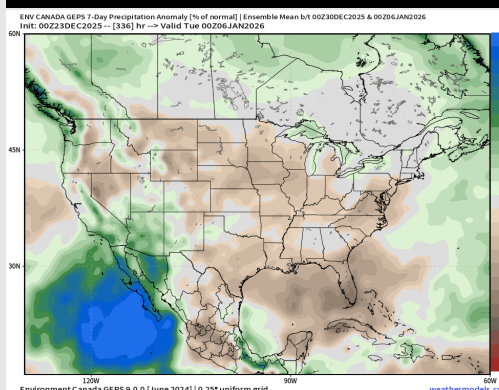 ENV CANADA GEPS 7-Day Precipitation Anomaly [% of normal] | Ensemble Mean b/t 00Z30DEC2025 & 00Z06JAN2026
Init: 00Z23DEC2025 -- [336] hr --> Valid Tue 00Z06JAN2026
60N
45N
30N
120W
90W
60W
Environment Canada GEPS 9.0.0 [June 2024] | 0.25° uniform grid